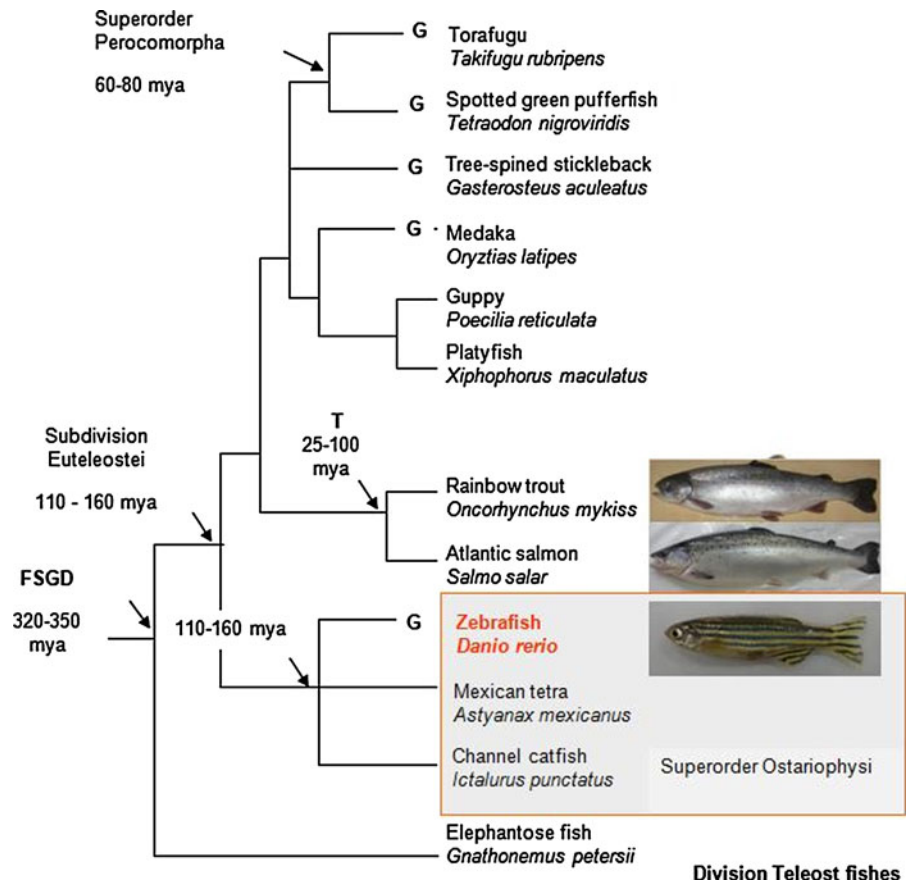 Superorder
Perocomorpha
60-80 mya
G
Torafugu
Takifugu rubripens
G
Spotted green pufferfish
Tetraodon nigroviridis
G
Tree-spined stickleback
Gasterosteus aculeatus
G
Medaka
Oryztias latipes
Guppy
Poecilia reticulata
Platyfish
Xiphophorus maculatus
Subdivision
Euteleostei
110 - 160 mya
T
25-100
mya
Rainbow trout
Oncorhynchus mykiss
Atlantic salmon
Salmo salar
FSGD
320-350
mya
110-160 mya
G
Zebrafish
Danio rerio
Mexican tetra
Astyanax mexicanus
Channel catfish
Ictalurus punctatus
Superorder Ostariophysi
Elephantose fish
Gnathonemus petersii
Division Teleost fishes